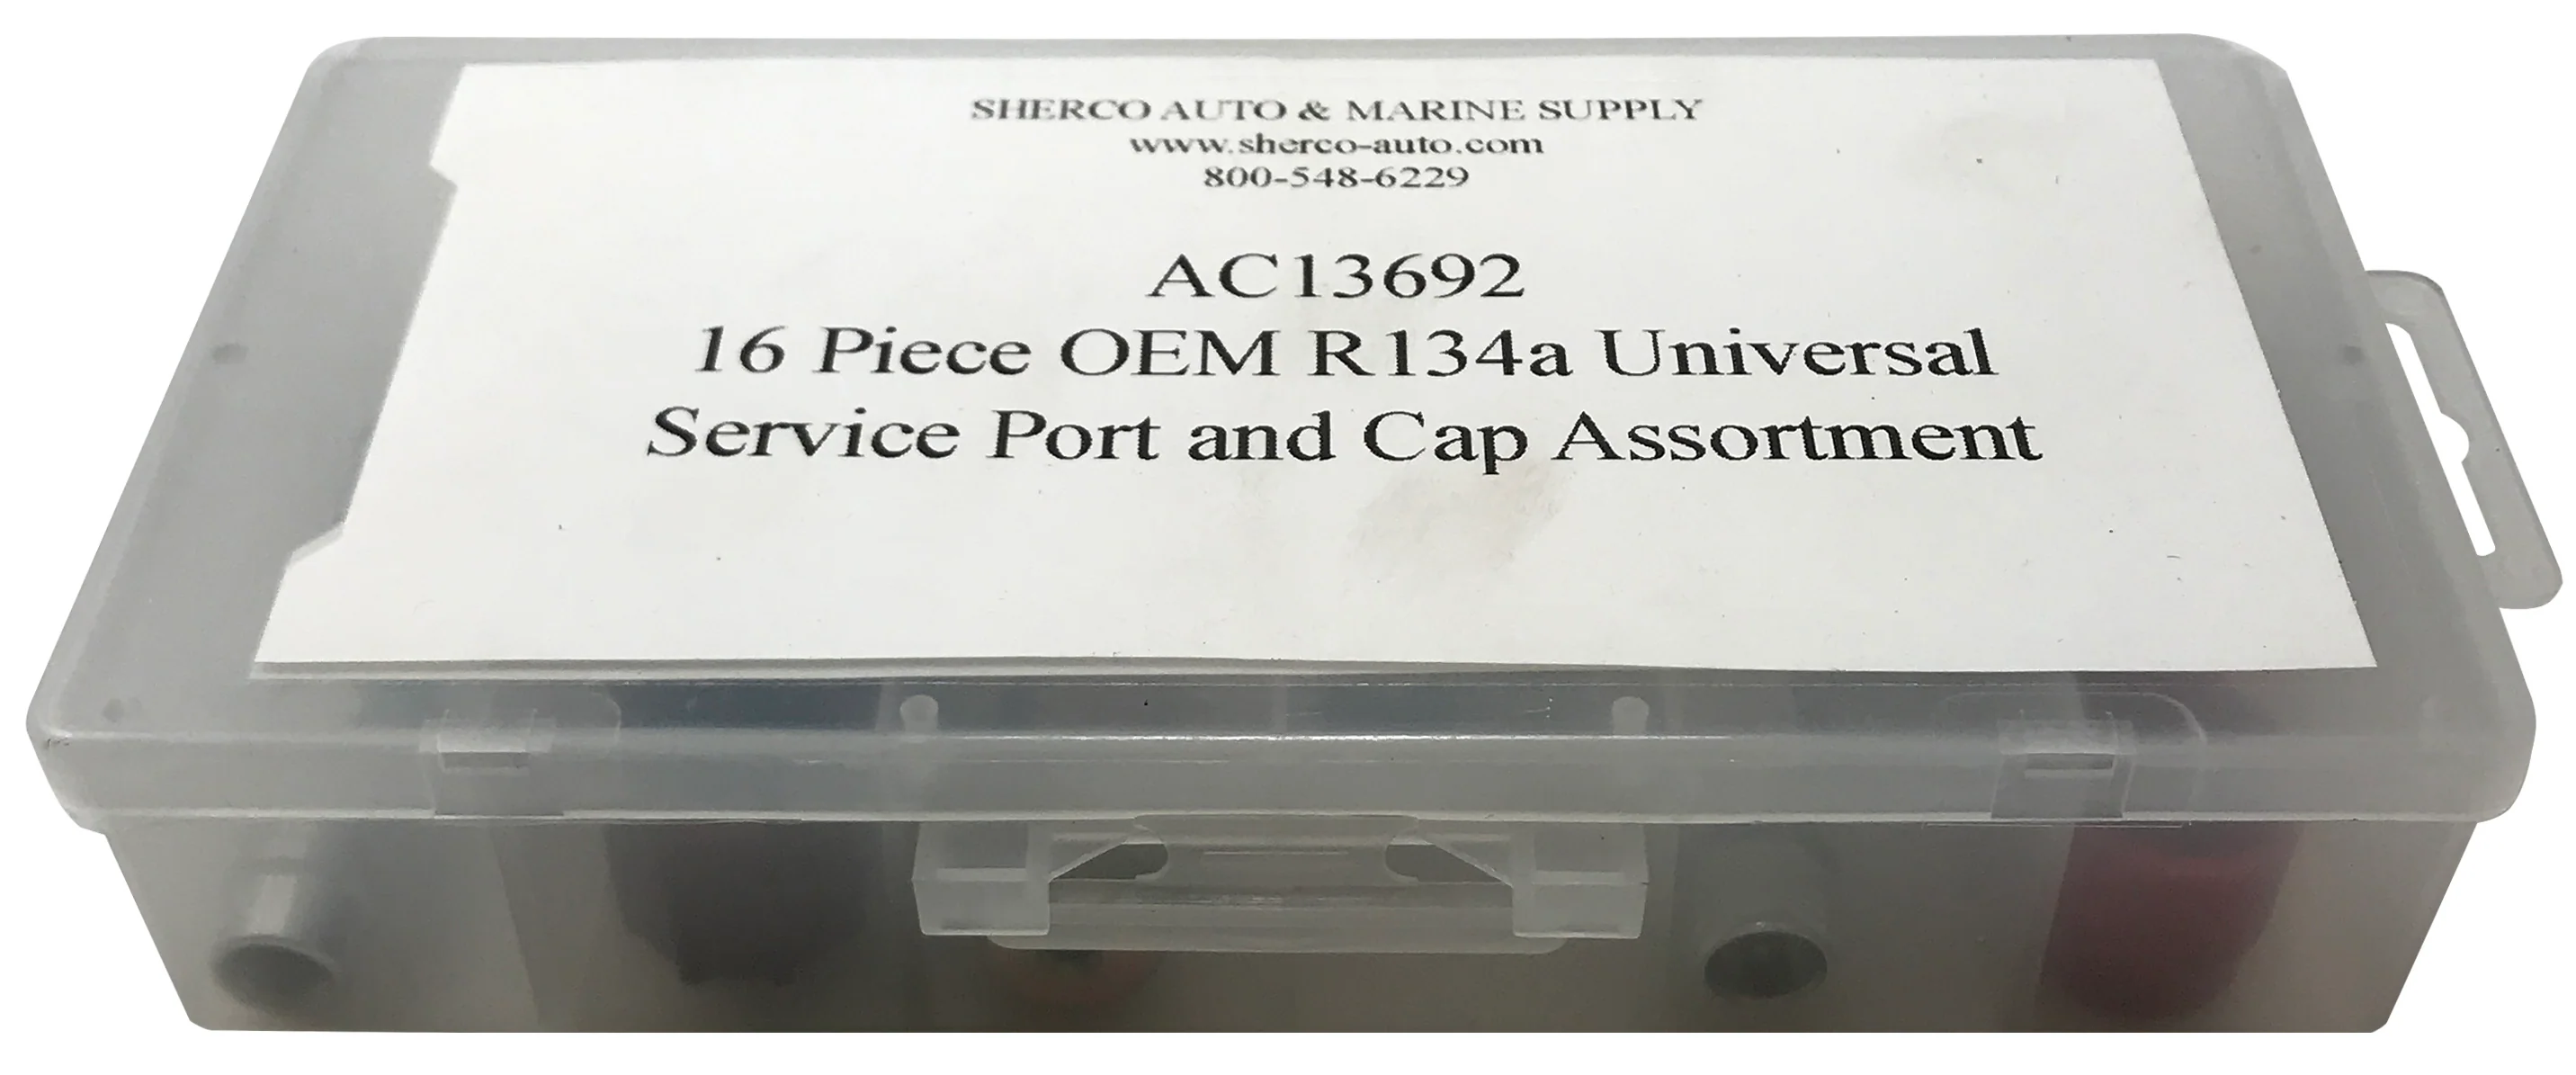 SHERCO AUTO & MARINE SUPPLY
www.sherco-auto.com
800-548-6229
AC13692
16 Piece OEM R134a Universal
Service Port and Cap Assortment